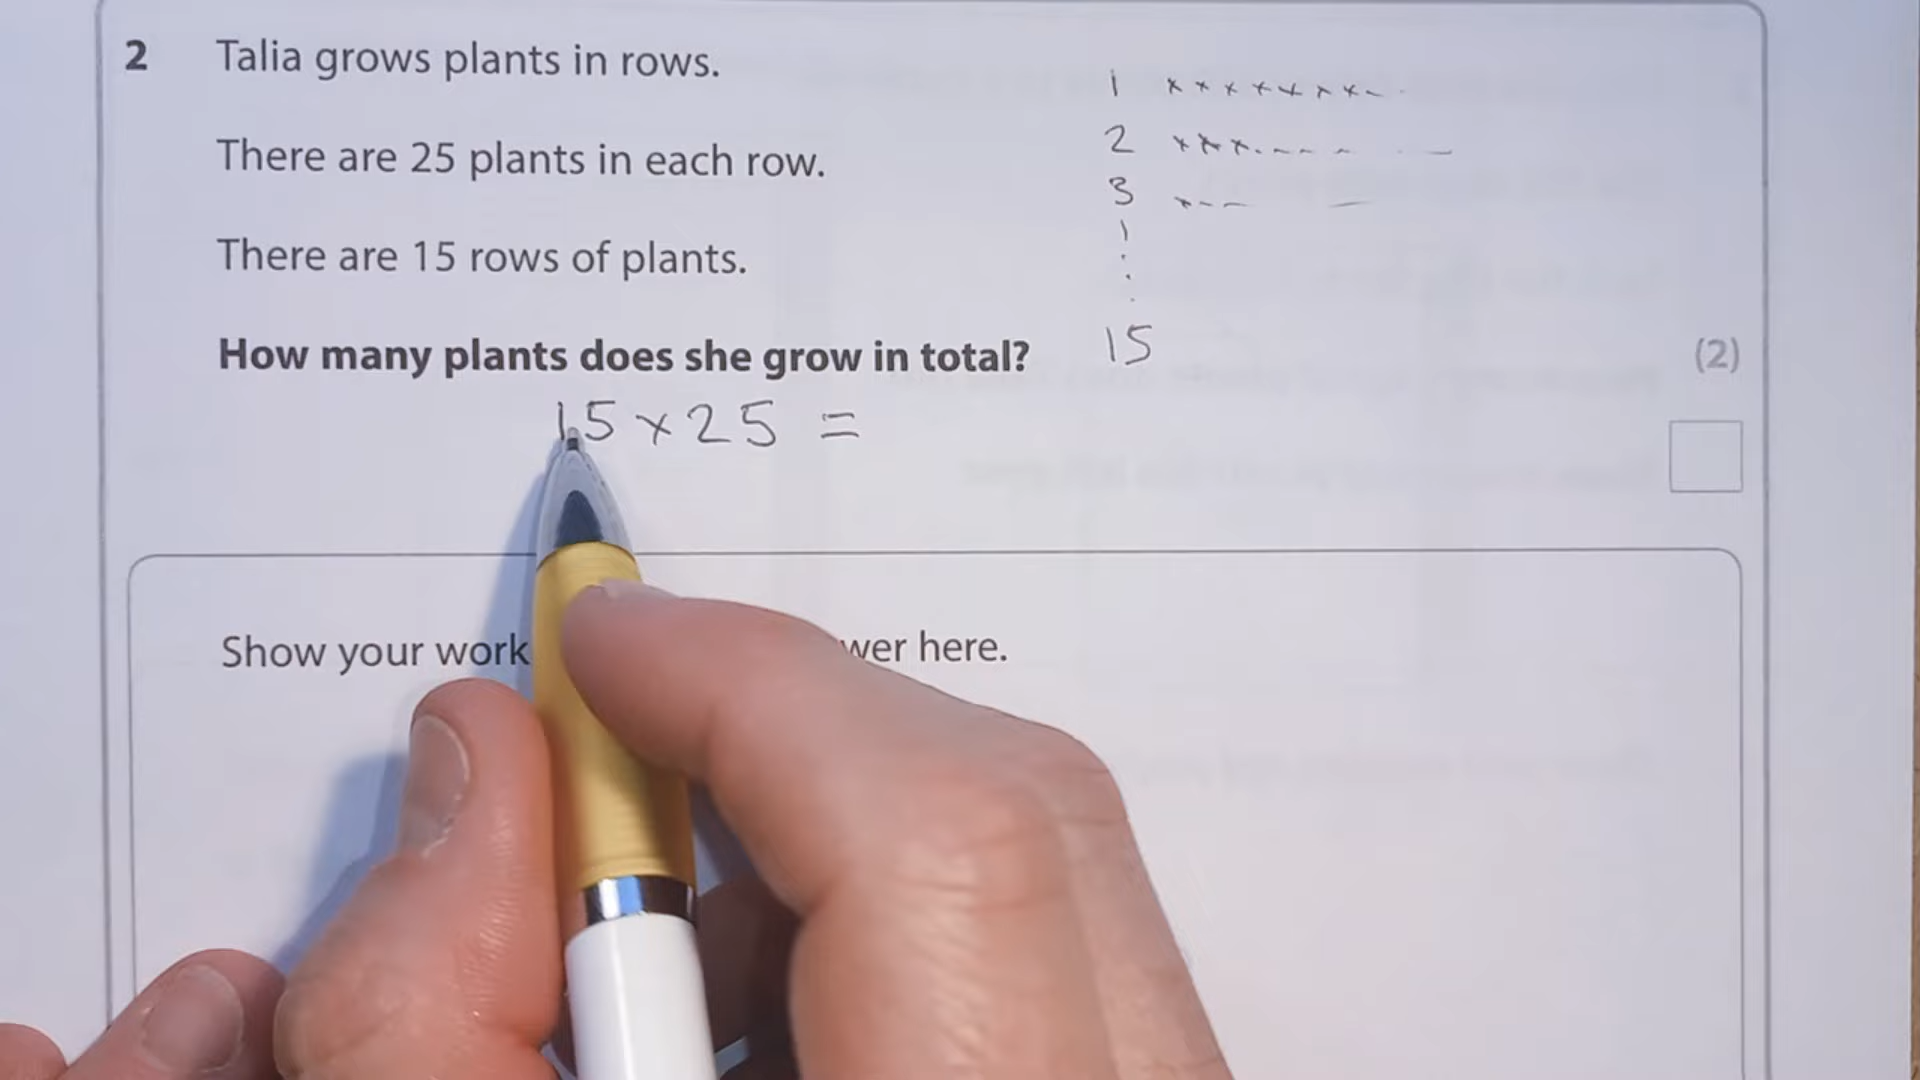 2 Talia grows plants in rows.
1 x x x x x x x - .
There are 25 plants in each row.
2 x x x . - - - - -
3 x - - -
There are 15 rows of plants.
How many plants does she grow in total?
15
(2)
15 x 25 =
Show your work
wer here.